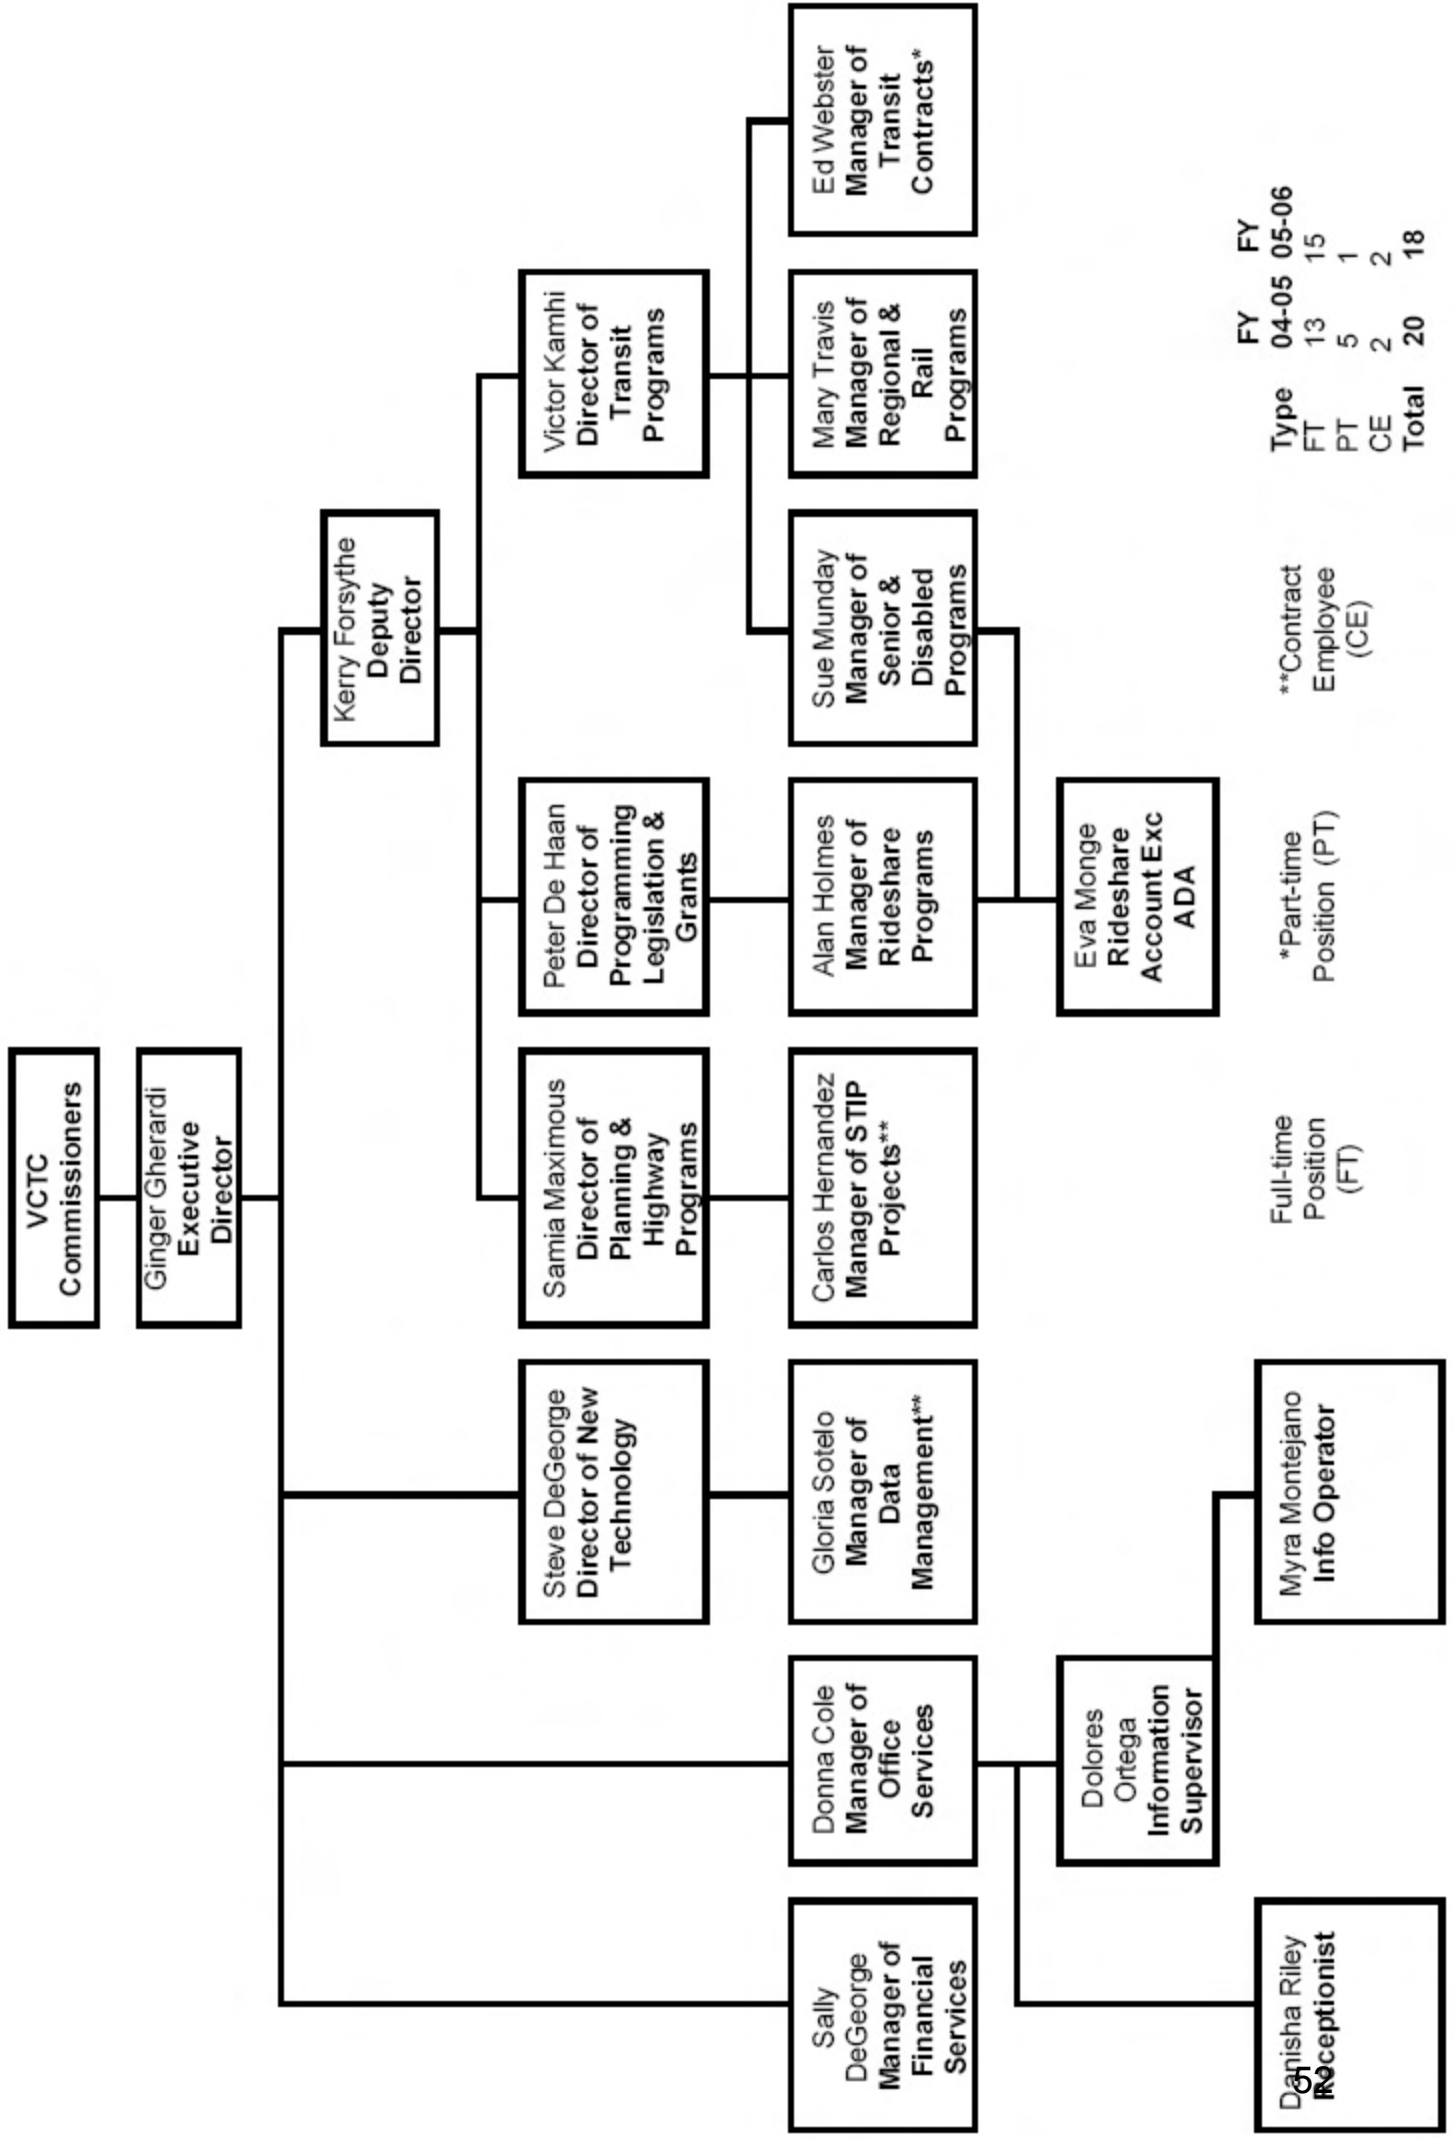 VCTC
Commissioners
Ginger Gherardi
Executive
Director
Kerry Forsythe
Deputy
Director
Steve DeGeorge
Director of New
Technology
Samia Maximous
Director of
Planning &
Highway
Programs
Peter De Haan
Director of
Programming
Legislation &
Grants
Victor Kamhi
Director of
Transit
Programs
Sally
DeGeorge
Manager of
Financial
Services
Donna Cole
Manager of
Office
Services
Gloria Sotelo
Manager of
Data
Management**
Carlos Hernandez
Manager of STIP
Projects**
Alan Holmes
Manager of
Rideshare
Programs
Sue Munday
Manager of
Senior &
Disabled
Programs
Mary Travis
Manager of
Regional &
Rail
Programs
Ed Webster
Manager of
Transit
Contracts*
Dolores
Ortega
Information
Supervisor
Eva Monge
Rideshare
Account Exc
ADA
Danisha Riley
Receptionist
Myra Montejano
Info Operator
Full-time
Position
(FT)
*Part-time
Position (PT)
**Contract
Employee
(CE)
FY FY
Type 04-05 05-06
FT 13 15
PT 5 1
CE 2 2
Total 20 18
52